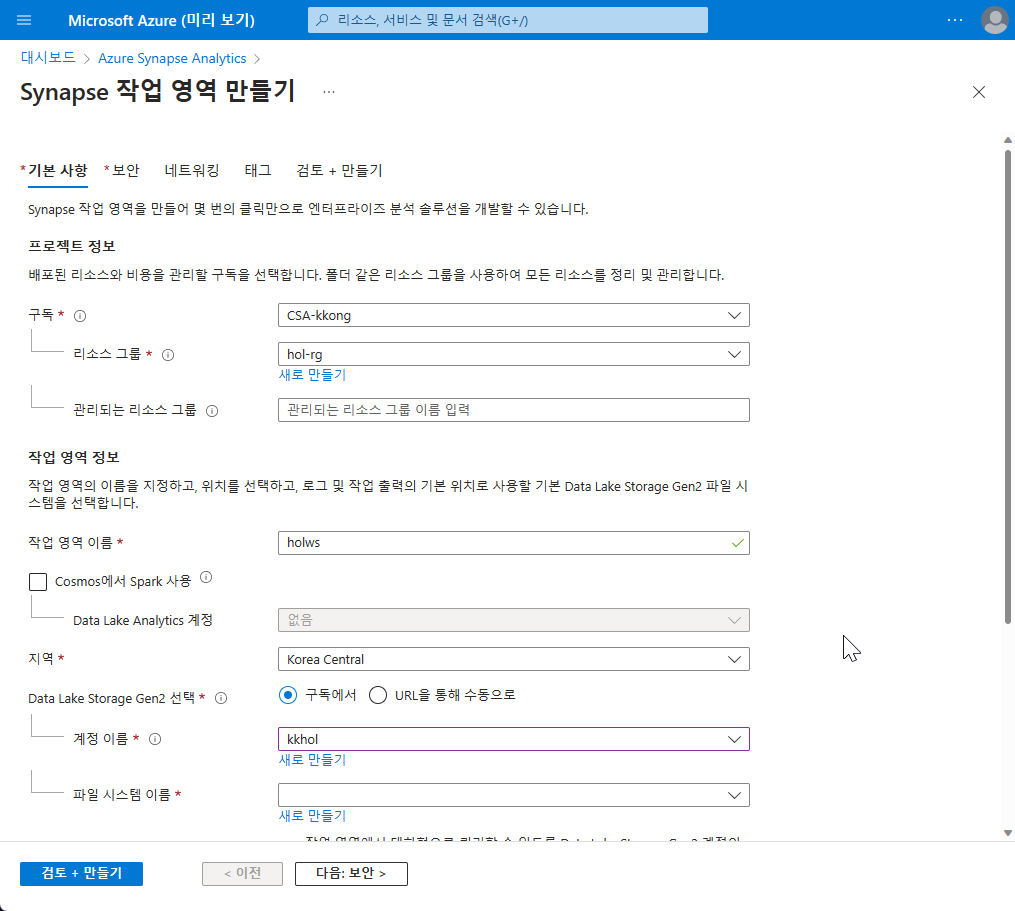 Microsoft Azure (미리 보기)
리소스, 서비스 및 문서 검색(G+/)
대시보드 > Azure Synapse Analytics >
Synapse 작업 영역 만들기 ...
* 기본 사항 * 보안 네트워킹 태그 검토 + 만들기
Synapse 작업 영역을 만들어 몇 번의 클릭만으로 엔터프라이즈 분석 솔루션을 개발할 수 있습니다.
프로젝트 정보
배포된 리소스와 비용을 관리할 구독을 선택합니다. 폴더 같은 리소스 그룹을 사용하여 모든 리소스를 정리 및 관리합니다.
구독 *
CSA-kkong
리소스 그룹 *
hol-rg
새로 만들기
관리되는 리소스 그룹
관리되는 리소스 그룹 이름 입력
작업 영역 정보
작업 영역의 이름을 지정하고, 위치를 선택하고, 로그 및 작업 출력의 기본 위치로 사용할 기본 Data Lake Storage Gen2 파일 시
스템을 선택합니다.
작업 영역 이름 *
holws
Cosmos에서 Spark 사용
Data Lake Analytics 계정
없음
지역 *
Korea Central
Data Lake Storage Gen2 선택 *
구독에서 URL을 통해 수동으로
계정 이름 *
kkhol
새로 만들기
파일 시스템 이름 *
새로 만들기
검토 + 만들기
< 이전
다음: 보안 >